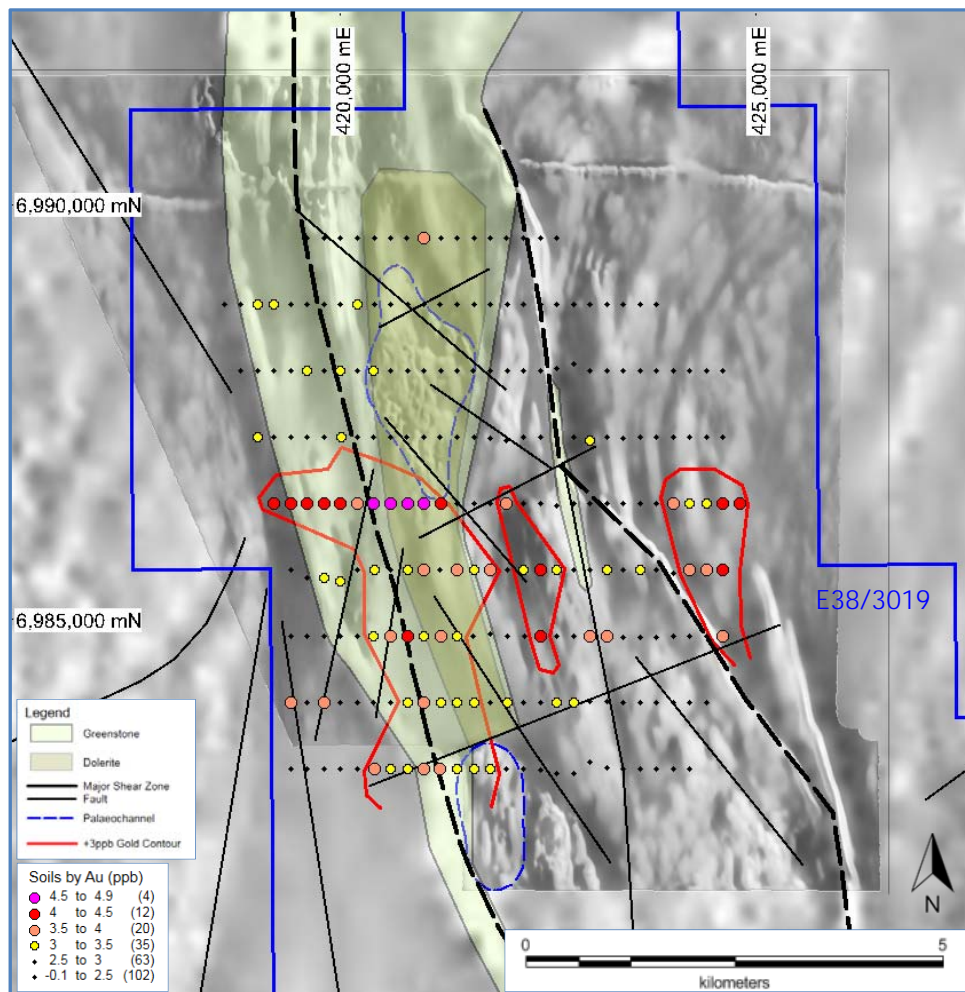 420,000 mE
425,000 mE
6,990,000 mN
6,985,000 mN
E38/3019
Legend
Greenstone
Dolerite
Major Shear Zone
Fault
Palaeochannel
+3ppb Gold Contour
Soils by Au (ppb)
4.5 to 4.9 (4)
4 to 4.5 (12)
3.5 to 4 (20)
3 to 3.5 (35)
2.5 to 3 (63)
-0.1 to 2.5 (102)
N
0 5
kilometers